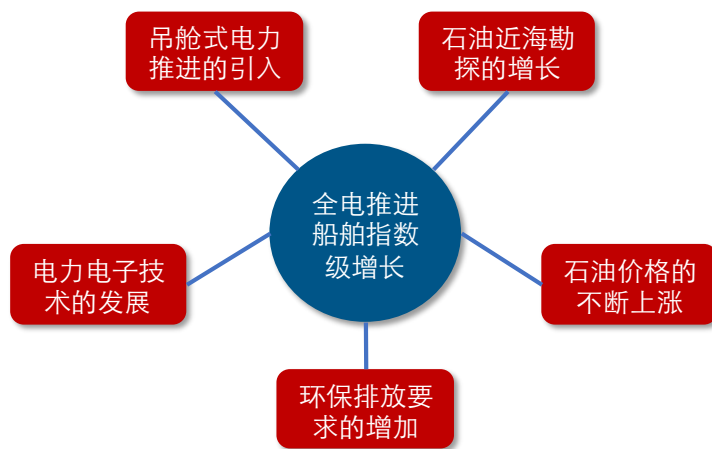 吊舱式电力
推进的引入
石油近海勘
探的增长
全电推进
船舶指数
级增长
电力电子技
术的发展
石油价格的
不断上涨
环保排放要
求的增加